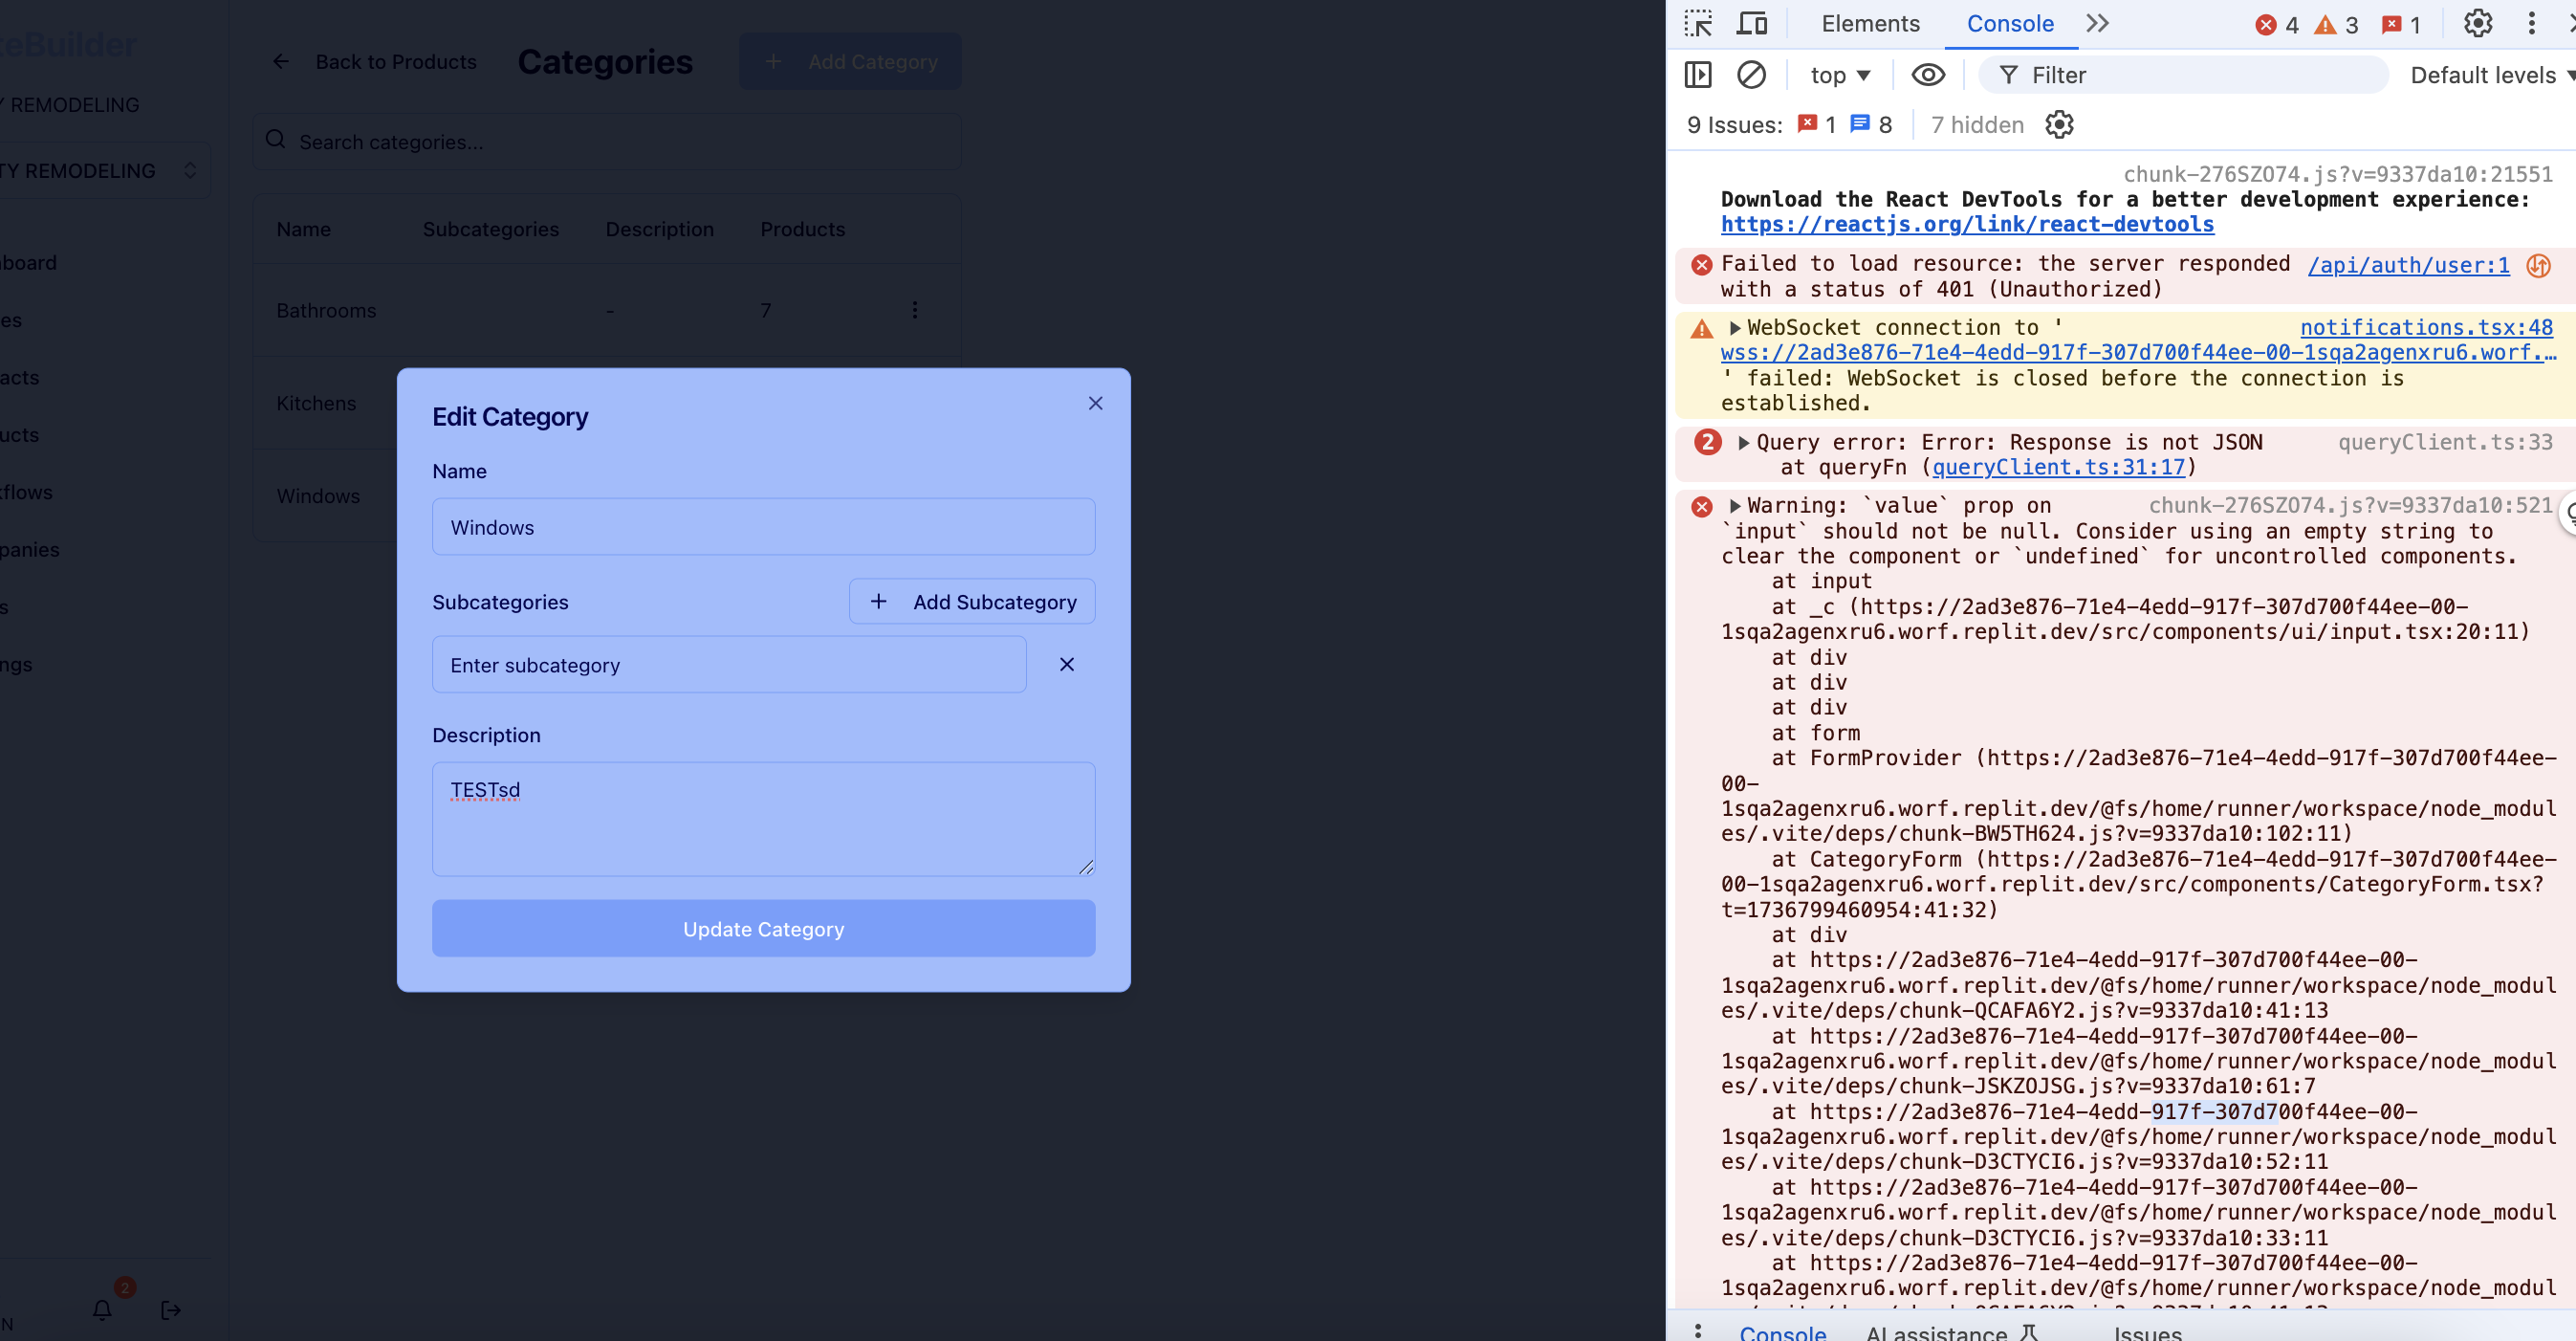 eBuilder
Y REMODELING
TY REMODELING
board
es
acts
ucts
flows
panies
s
ngs
2
N
Back to Products
Categories
+ Add Category
Search categories...
Name Subcategories Description Products
Bathrooms - 7
Kitchens
Windows
Edit Category
Name
Windows
Subcategories
+ Add Subcategory
Enter subcategory
Description
TESTsd
Update Category
Elements Console 4 3 1
top Filter Default levels
9 Issues: 1 8 7 hidden
chunk-276SZO74.js?v=9337da10:21551
Download the React DevTools for a better development experience:
https://reactjs.org/link/react-devtools
Failed to load resource: the server responded /api/auth/user:1
with a status of 401 (Unauthorized)
WebSocket connection to ' notifications.tsx:48
wss://2ad3e876-71e4-4edd-917f-307d700f44ee-00-1sqa2agenxru6.worf.…
' failed: WebSocket is closed before the connection is
established.
2 Query error: Error: Response is not JSON queryClient.ts:33
at queryFn (queryClient.ts:31:17)
Warning: `value` prop on chunk-276SZO74.js?v=9337da10:521
`input` should not be null. Consider using an empty string to
clear the component or `undefined` for uncontrolled components.
at input
at _c (https://2ad3e876-71e4-4edd-917f-307d700f44ee-00-
1sqa2agenxru6.worf.replit.dev/src/components/ui/input.tsx:20:11)
at div
at div
at div
at form
at FormProvider (https://2ad3e876-71e4-4edd-917f-307d700f44ee-
00-
1sqa2agenxru6.worf.replit.dev/@fs/home/runner/workspace/node_modul
es/.vite/deps/chunk-BW5TH624.js?v=9337da10:102:11)
at CategoryForm (https://2ad3e876-71e4-4edd-917f-307d700f44ee-
00-1sqa2agenxru6.worf.replit.dev/src/components/CategoryForm.tsx?
t=1736799460954:41:32)
at div
at https://2ad3e876-71e4-4edd-917f-307d700f44ee-00-
1sqa2agenxru6.worf.replit.dev/@fs/home/runner/workspace/node_modul
es/.vite/deps/chunk-QCAFA6Y2.js?v=9337da10:41:13
at https://2ad3e876-71e4-4edd-917f-307d700f44ee-00-
1sqa2agenxru6.worf.replit.dev/@fs/home/runner/workspace/node_modul
es/.vite/deps/chunk-JSKZOJSG.js?v=9337da10:61:7
at https://2ad3e876-71e4-4edd-917f-307d700f44ee-00-
1sqa2agenxru6.worf.replit.dev/@fs/home/runner/workspace/node_modul
es/.vite/deps/chunk-D3CTYCI6.js?v=9337da10:52:11
at https://2ad3e876-71e4-4edd-917f-307d700f44ee-00-
1sqa2agenxru6.worf.replit.dev/@fs/home/runner/workspace/node_modul
es/.vite/deps/chunk-D3CTYCI6.js?v=9337da10:33:11
at https://2ad3e876-71e4-4edd-917f-307d700f44ee-00-
1sqa2agenxru6.worf.replit.dev/@fs/home/runner/workspace/node_modul
Console AI assistance Issues